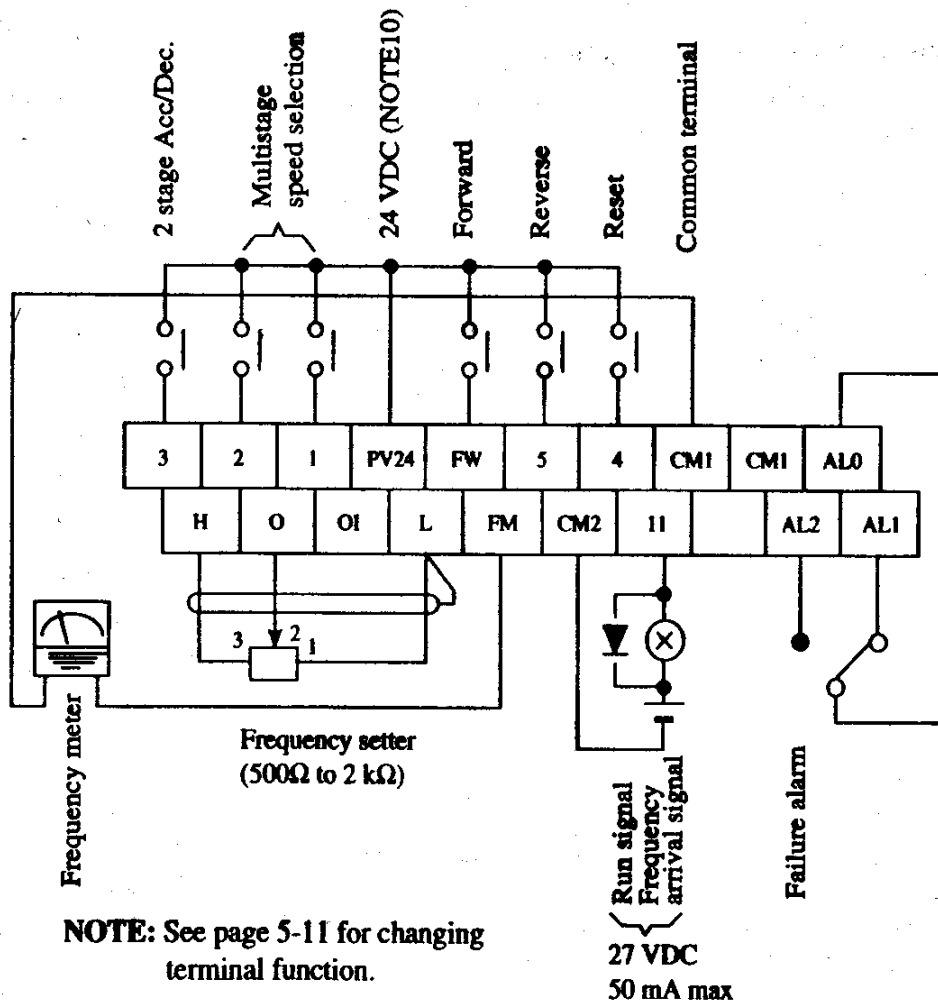 2 stage Acc/Dec.
Multistage
speed selection
24 VDC (NOTE10)
Forward
Reverse
Reset
Common terminal
3 2 1 PV24 FW 5 4 CM1 CM1 AL0
H O OI L FM CM2 11 AL2 AL1
3 2 1
Frequency meter
Frequency setter
(500Ω to 2 kΩ)
Run signal
Frequency
arrival signal
27 VDC
50 mA max
Failure alarm
NOTE: See page 5-11 for changing
terminal function.